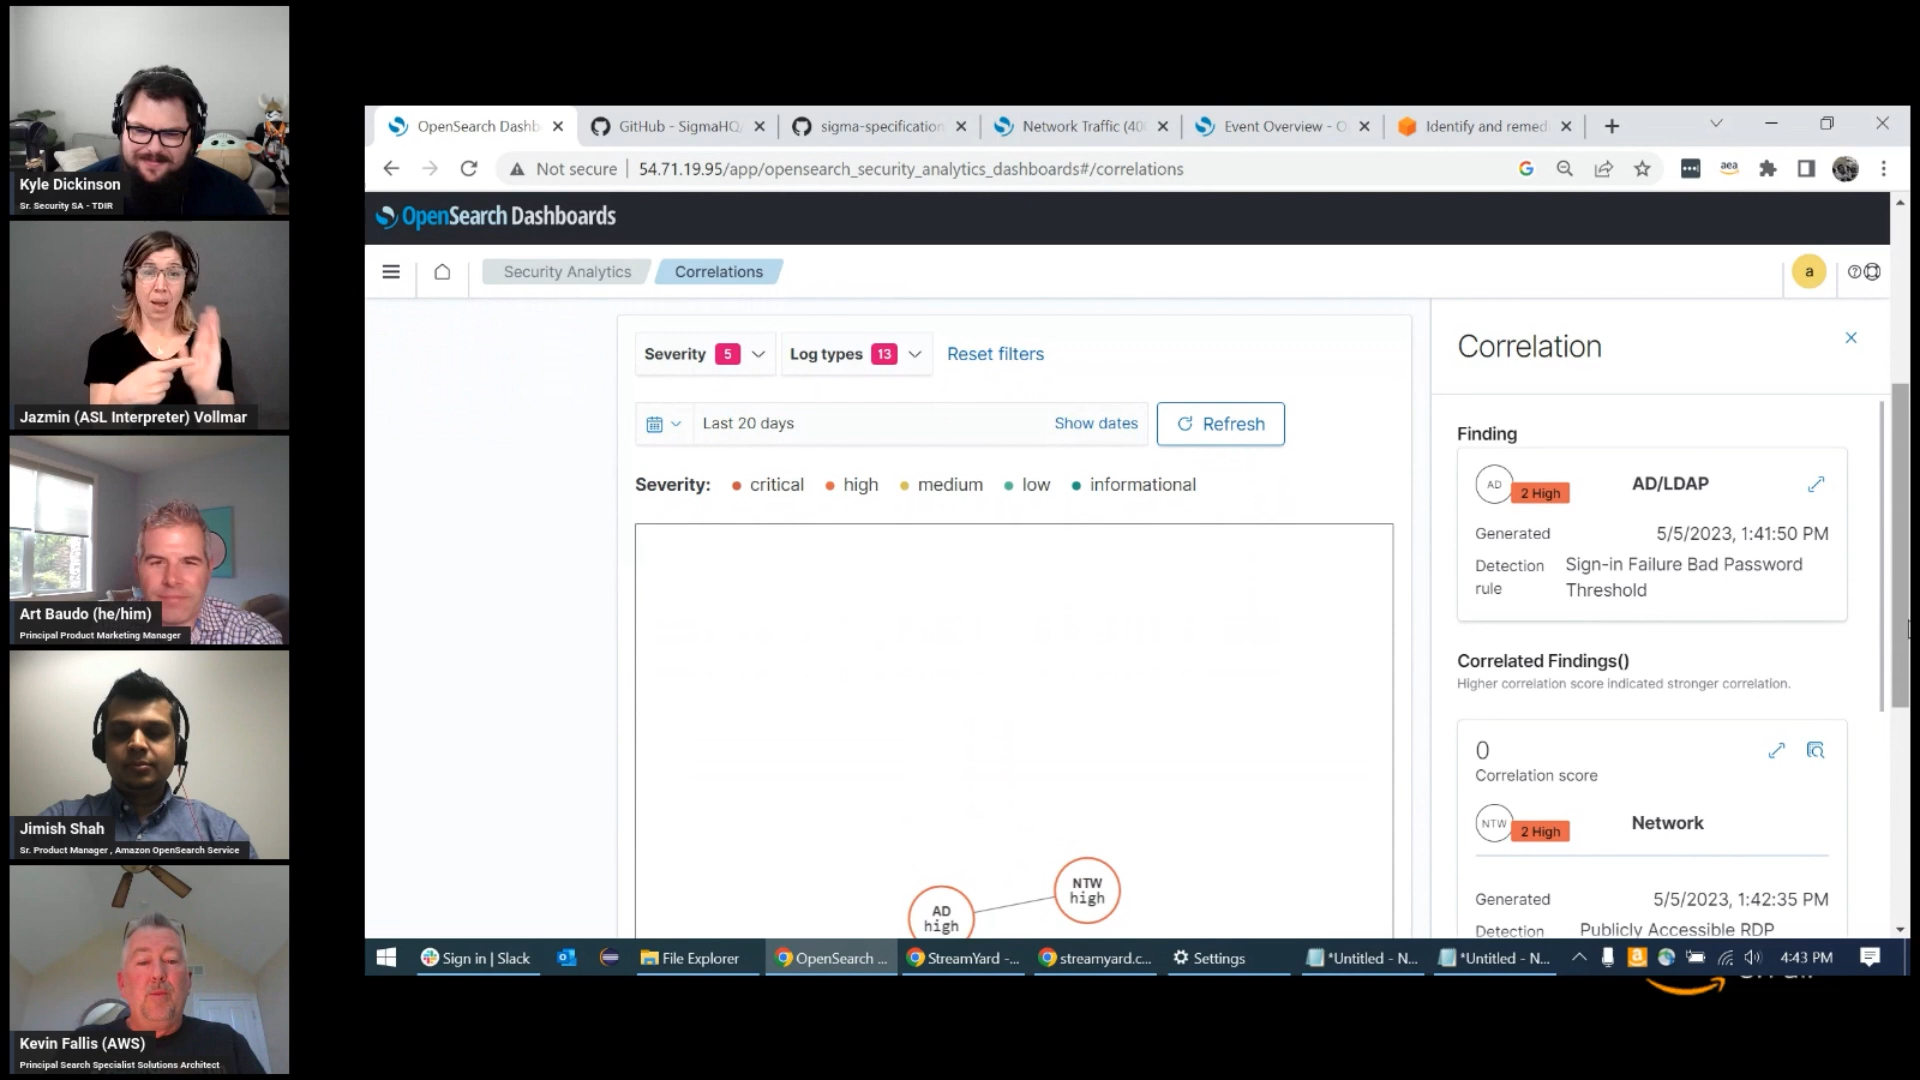 Kyle Dickinson
Sr. Security SA - TDIR
Jazmin (ASL Interpreter) Vollmar
Art Baudo (he/him)
Principal Product Marketing Manager
Jimish Shah
Sr. Product Manager , Amazon OpenSearch Service
Kevin Fallis (AWS)
Principal Search Specialist Solutions Architect
OpenSearch Dashb
GitHub - SigmaHQ
sigma-specification
Network Traffic (40
Event Overview - O
Identify and remed
Not secure
54.71.19.95/app/opensearch_security_analytics_dashboards#/correlations
aea
OpenSearch Dashboards
Security Analytics
Correlations
a
Severity 5
Log types 13
Reset filters
Last 20 days
Show dates
Refresh
Severity: critical high medium low informational
NTW
high
AD
high
Correlation
Finding
AD
2 High
AD/LDAP
Generated 5/5/2023, 1:41:50 PM
Detection rule
Sign-in Failure Bad Password
Threshold
Correlated Findings()
Higher correlation score indicated stronger correlation.
0
Correlation score
NTW
2 High
Network
Generated 5/5/2023, 1:42:35 PM
Detection Publicly Accessible RDP
Sign in | Slack
File Explorer
OpenSearch ...
StreamYard -...
streamyard.c...
Settings
*Untitled - N...
*Untitled - N...
4:43 PM